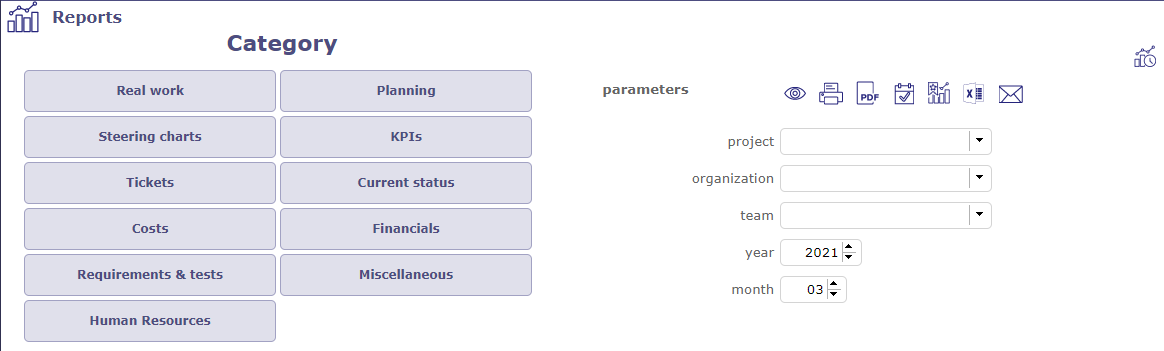 Reports
Category
Real work
Planning
Steering charts
KPIs
Tickets
Current status
Costs
Financials
Requirements & tests
Miscellaneous
Human Resources
parameters
PDF
X
project
organization
team
year 2021
month 03